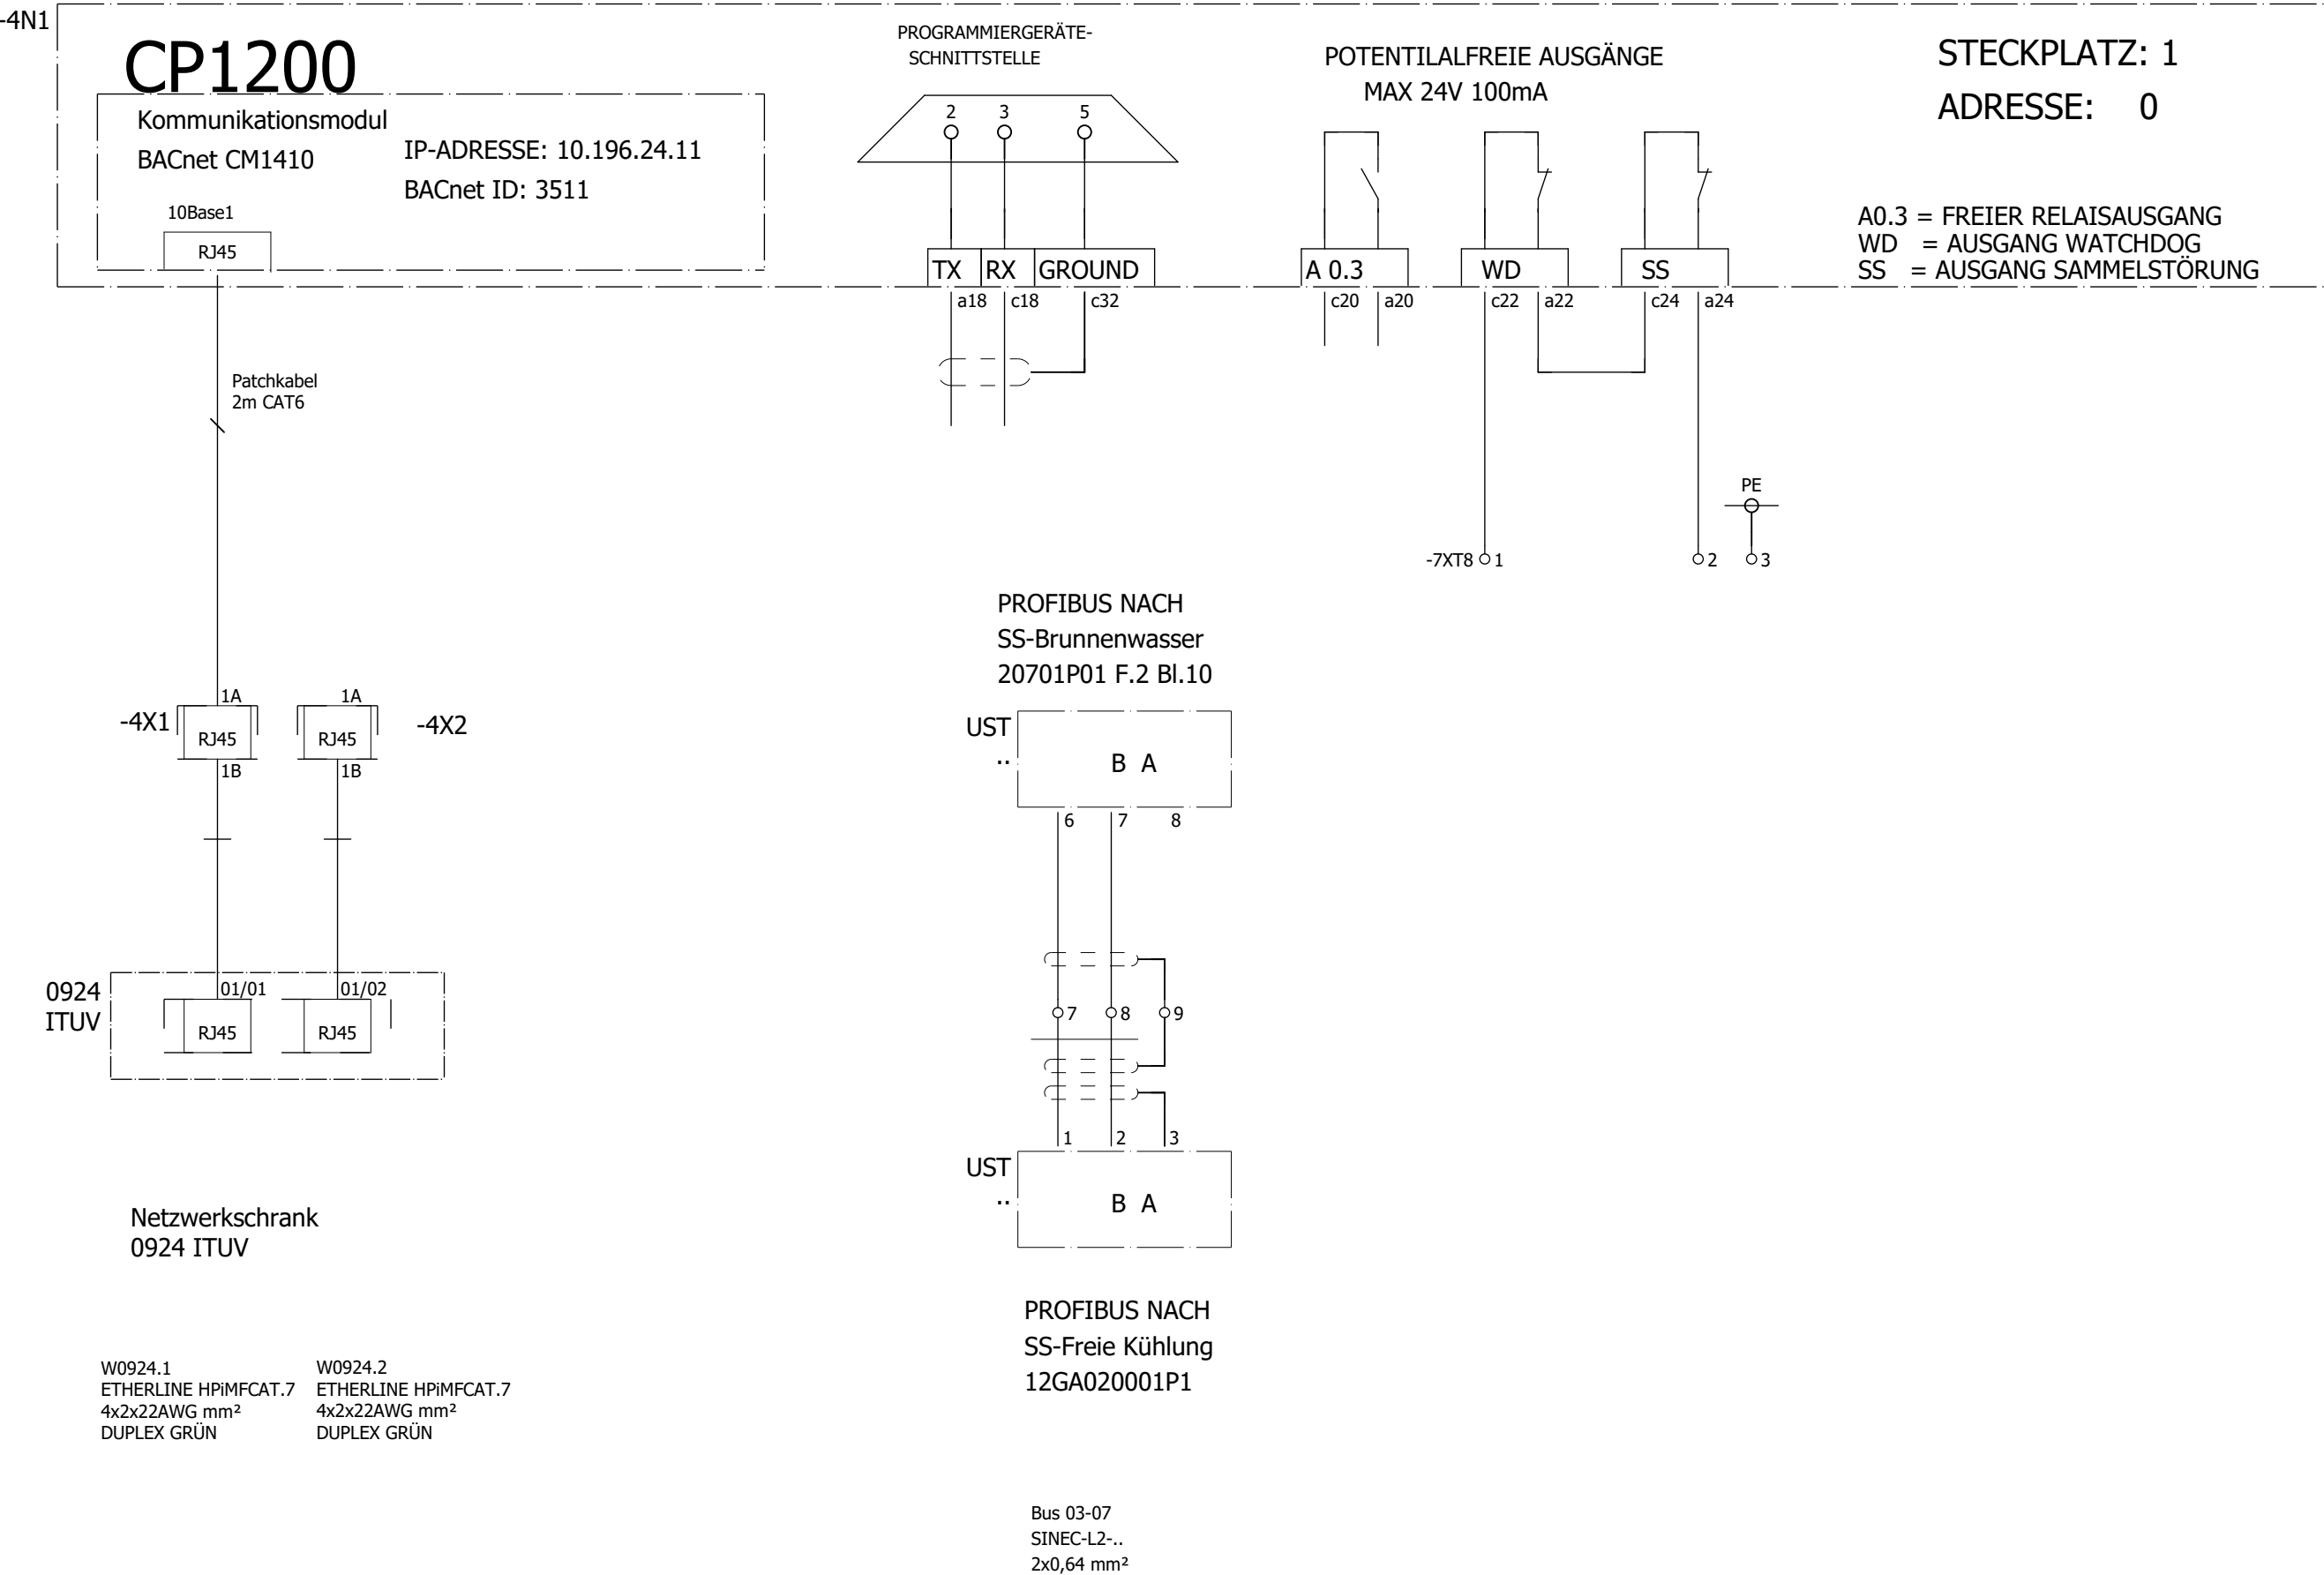 -4N1
CP1200
Kommunikationsmodul
BACnet CM1410
IP-ADRESSE: 10.196.24.11
BACnet ID: 3511
10Base1
RJ45
PROGRAMMIERGERÄTE-
SCHNITTSTELLE
2 3 5
TX RX GROUND
a18 c18 c32
POTENTILALFREIE AUSGÄNGE
MAX 24V 100mA
A 0.3 WD SS
c20 a20 c22 a22 c24 a24
STECKPLATZ: 1
ADRESSE: 0
A0.3 = FREIER RELAISAUSGANG
WD = AUSGANG WATCHDOG
SS = AUSGANG SAMMELSTÖRUNG
Patchkabel
2m CAT6
PE
-7XT8 1 2 3
PROFIBUS NACH
SS-Brunnenwasser
20701P01 F.2 Bl.10
1A 1A
-4X1 RJ45 RJ45 -4X2
1B 1B
UST
..
B A
6 7 8
0924
ITUV
01/01 01/02
RJ45 RJ45
7 8 9
1 2 3
UST
..
B A
Netzwerkschrank
0924 ITUV
PROFIBUS NACH
SS-Freie Kühlung
12GA020001P1
W0924.1
ETHERLINE HPiMFCAT.7
4x2x22AWG mm²
DUPLEX GRÜN
W0924.2
ETHERLINE HPiMFCAT.7
4x2x22AWG mm²
DUPLEX GRÜN
Bus 03-07
SINEC-L2-..
2x0,64 mm²